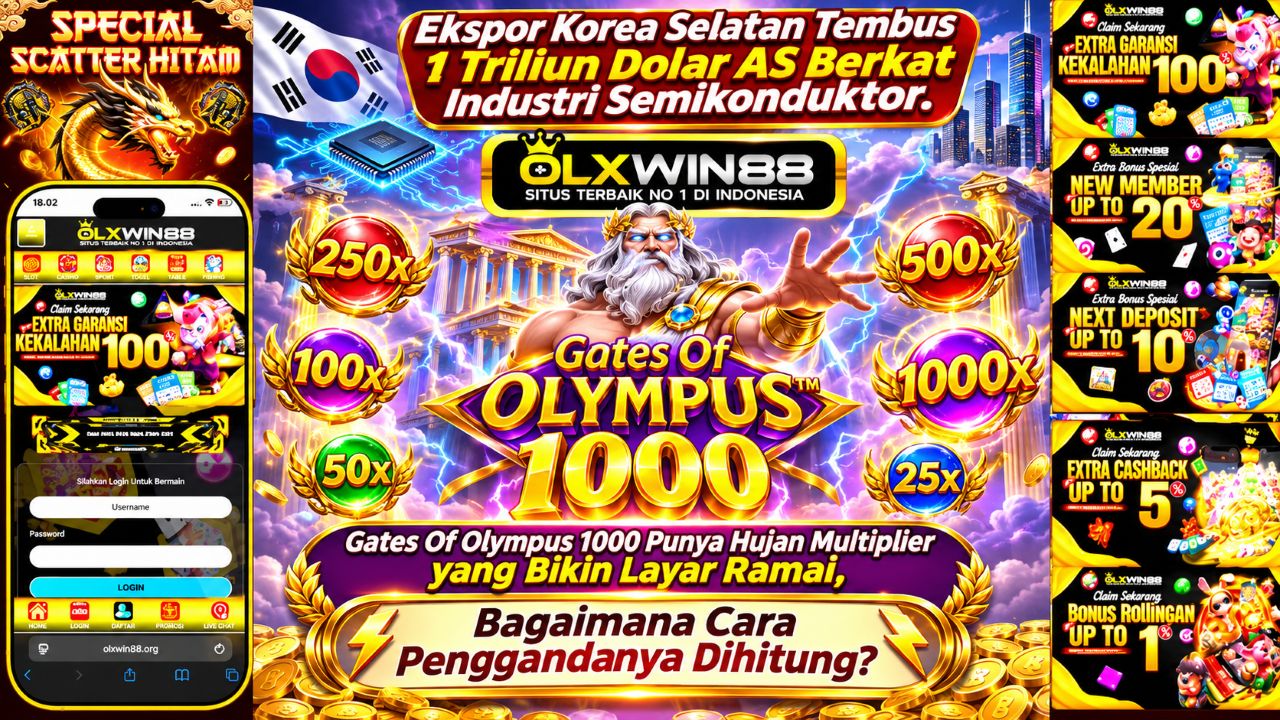 SPECIAL
SCATTER HITAM
18.02
OLXWIN88
SITUS TERBAIK NO 1 DI INDONESIA
SLOT
CASINO
SPORT
TOGEL
TABLE
FISHING
OLXWIN88
Claim Sekarang
EXTRA GARANSI
KEKALAHAN 100%
Silahkan Login Untuk Bermain
Username
Password
LOGIN
HOME
LOGIN
DAFTAR
PROMOSI
LIVE CHAT
olxwin88.org
Ekspor Korea Selatan Tembus
1 Triliun Dolar AS Berkat
Industri Semikonduktor.
OLXWIN88
SITUS TERBAIK NO 1 DI INDONESIA
250x
500x
100x
1000x
50x
25x
Gates Of
OLYMPUS™
1000
Gates Of Olympus 1000 Punya Hujan Multiplier
yang Bikin Layar Ramai,
Bagaimana Cara
Penggandanya Dihitung?
OLXWIN88
Claim Sekarang
EXTRA GARANSI
KEKALAHAN 100%
OLXWIN88
Extra Bonus Spesial
NEW MEMBER
UP TO 20%
OLXWIN88
Extra Bonus Spesial
NEXT DEPOSIT
UP TO 10%
OLXWIN88
Claim Sekarang
EXTRA CASHBACK
UP TO 5%
OLXWIN88
Claim Sekarang
BONUS ROllINGAN
UP TO 1%